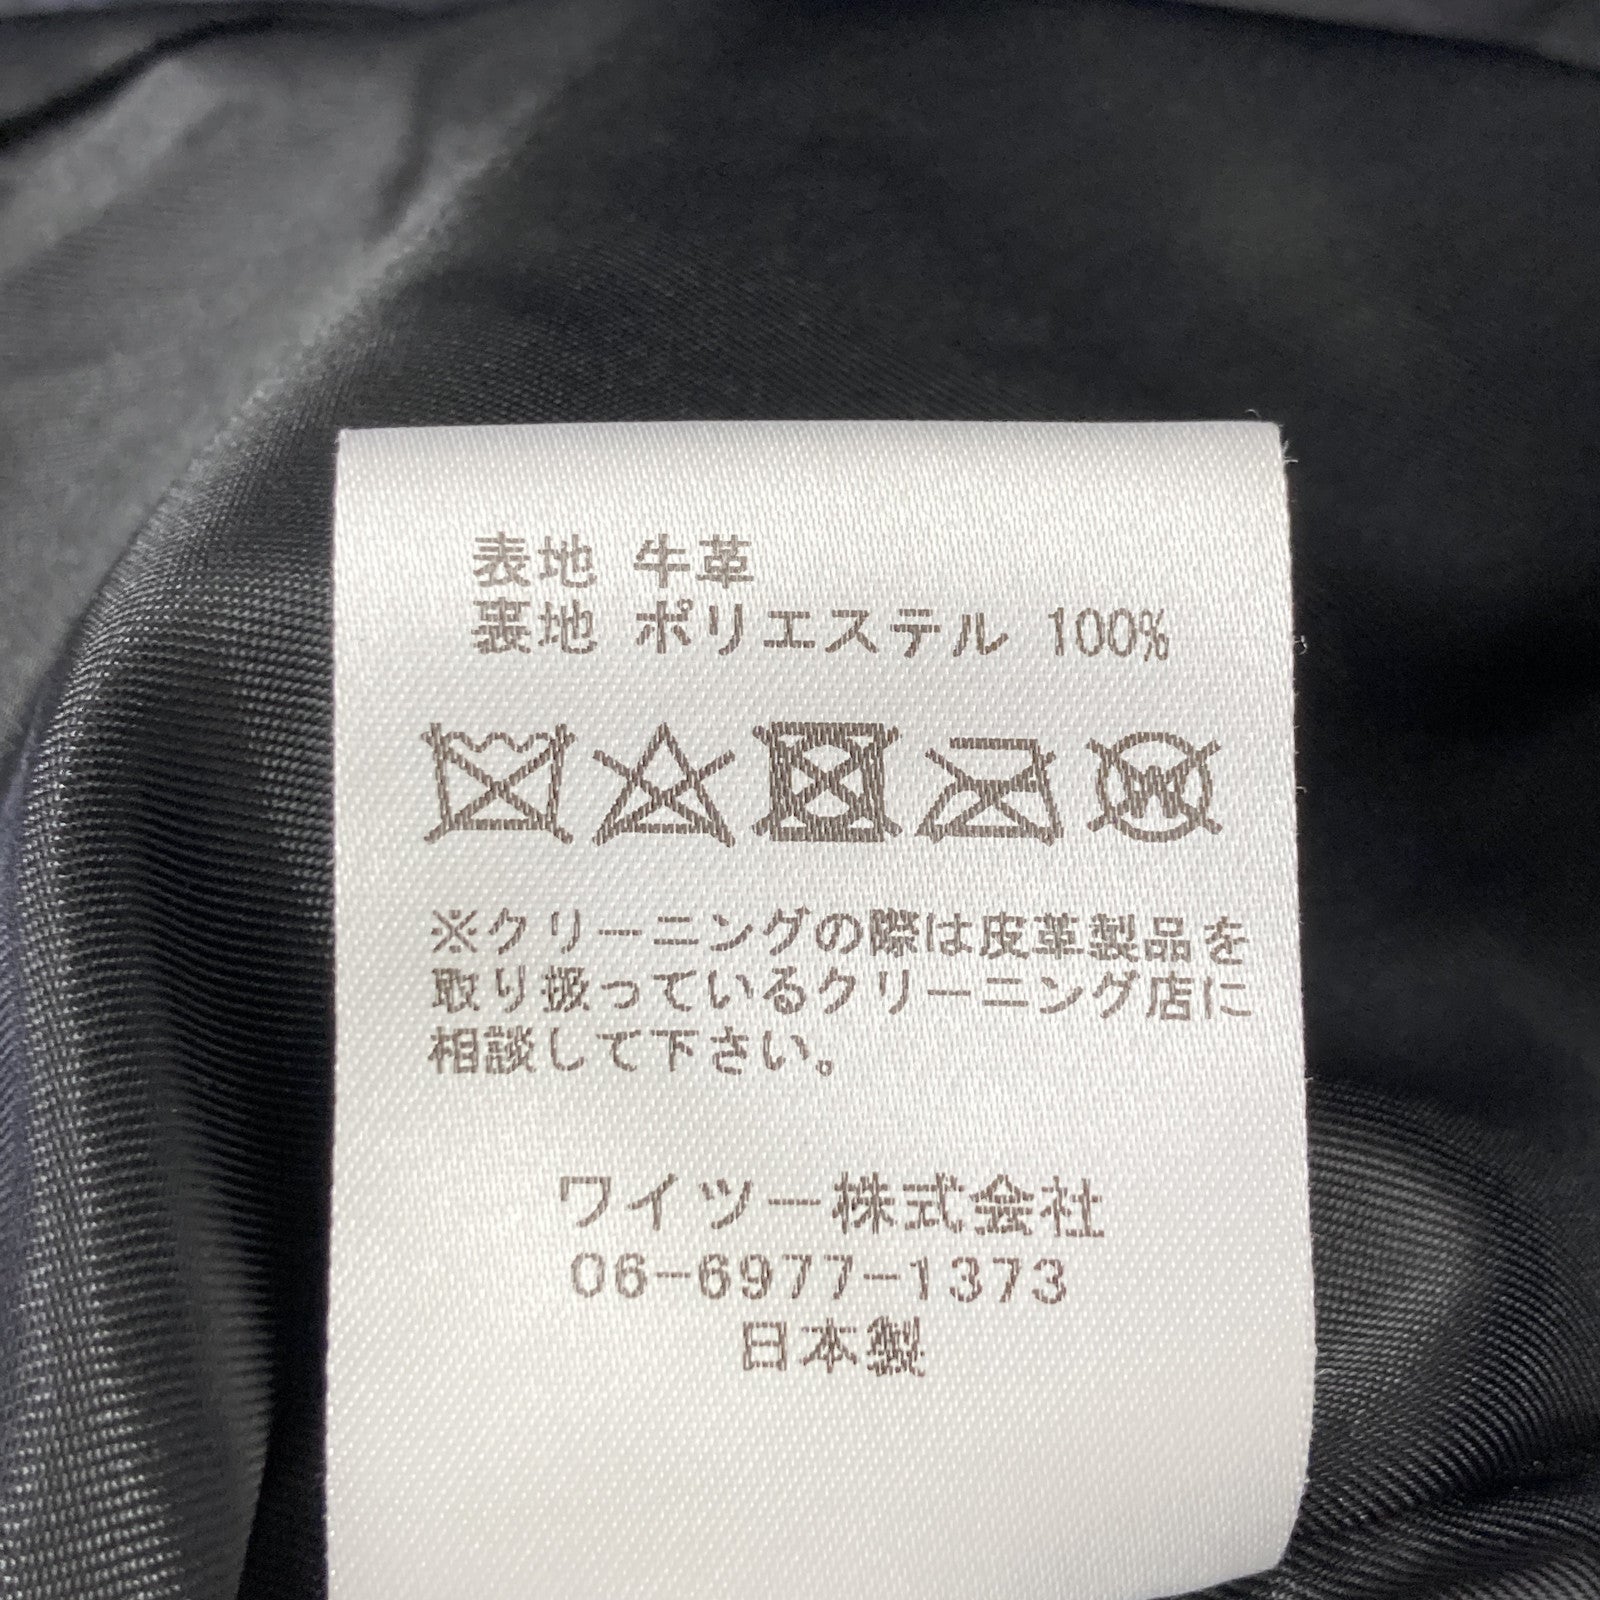 表地 牛革
裏地 ポリエステル 100%
※クリーニングの際は皮革製品を
取り扱っているクリーニング店に
相談して下さい。
ワイツー株式会社
06-6977-1373
日本製